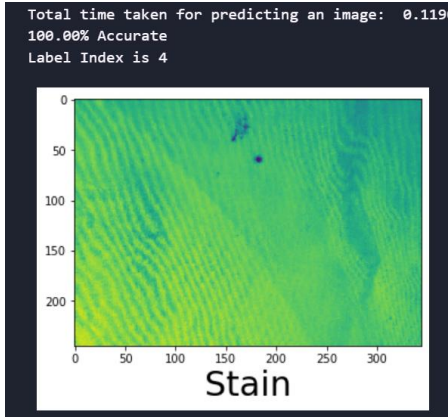 Total time taken for predicting an image:  0.119
100.00% Accurate
Label Index is 4
0
50
100
150
200
0 50 100 150 200 250 300
Stain